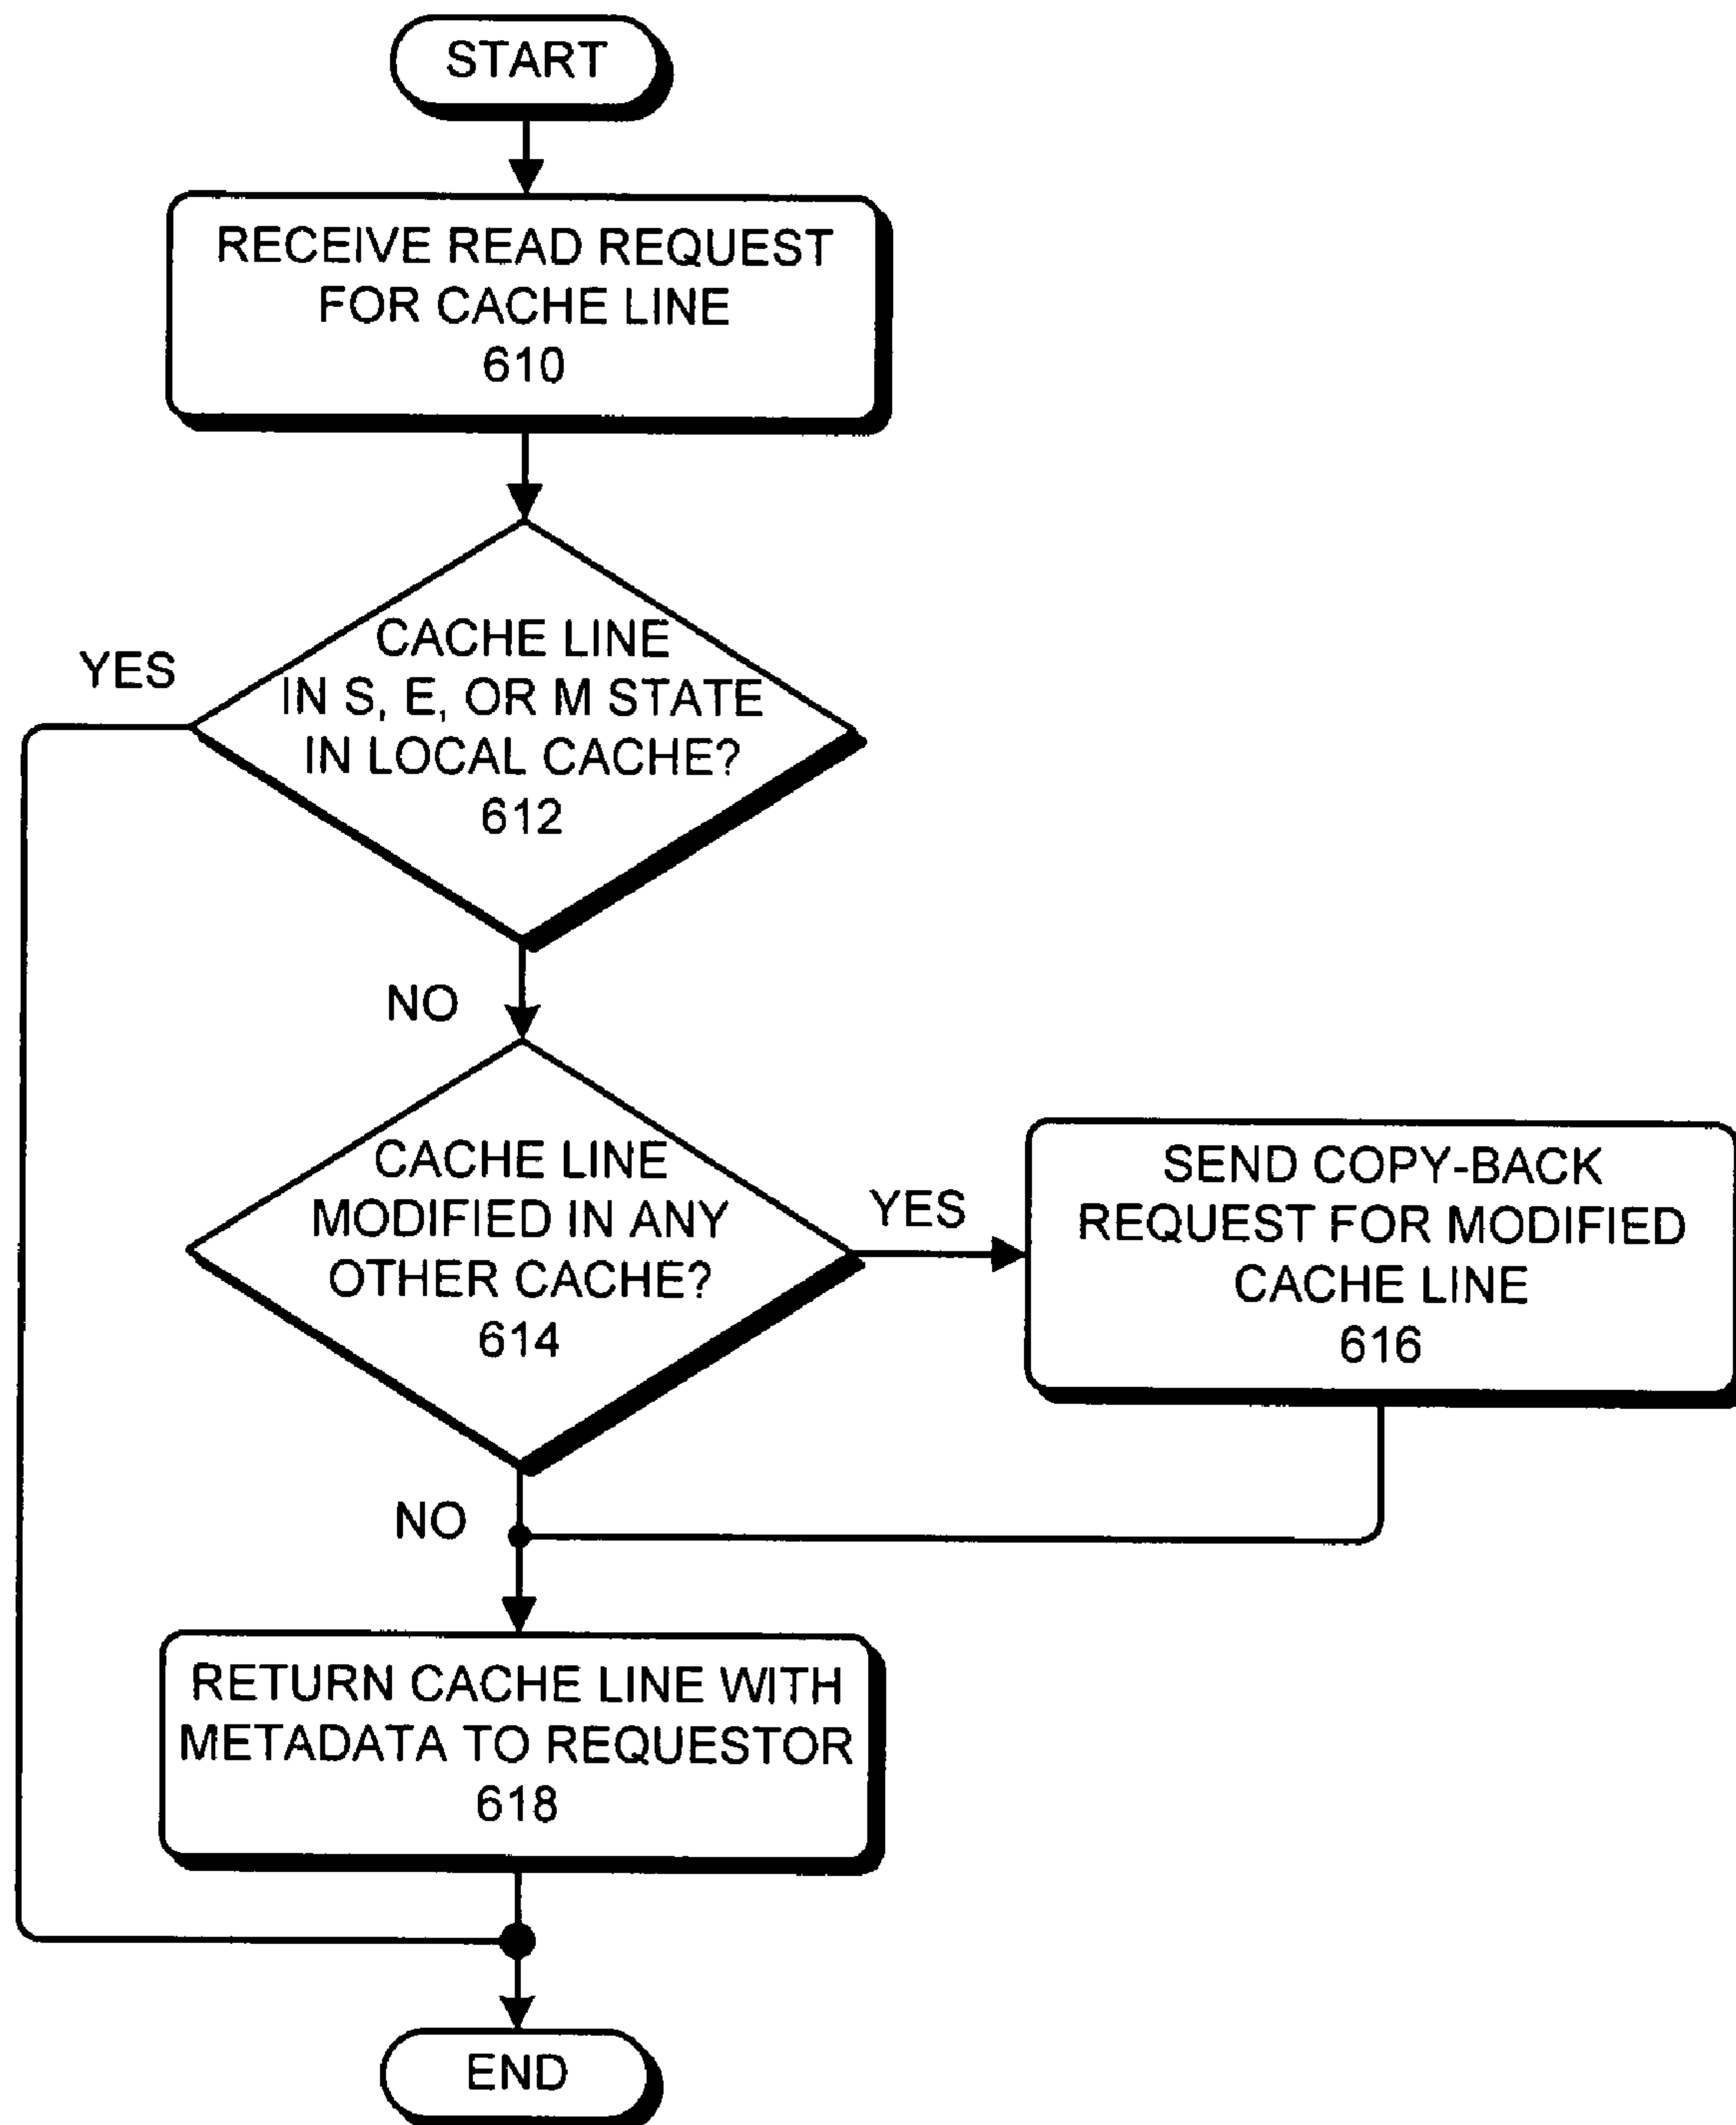 START
RECEIVE READ REQUEST
FOR CACHE LINE
610
CACHE LINE
IN S, E, OR M STATE
IN LOCAL CACHE?
612
YES
NO
CACHE LINE
MODIFIED IN ANY
OTHER CACHE?
614
YES
SEND COPY-BACK
REQUEST FOR MODIFIED
CACHE LINE
616
NO
RETURN CACHE LINE WITH
METADATA TO REQUESTOR
618
END